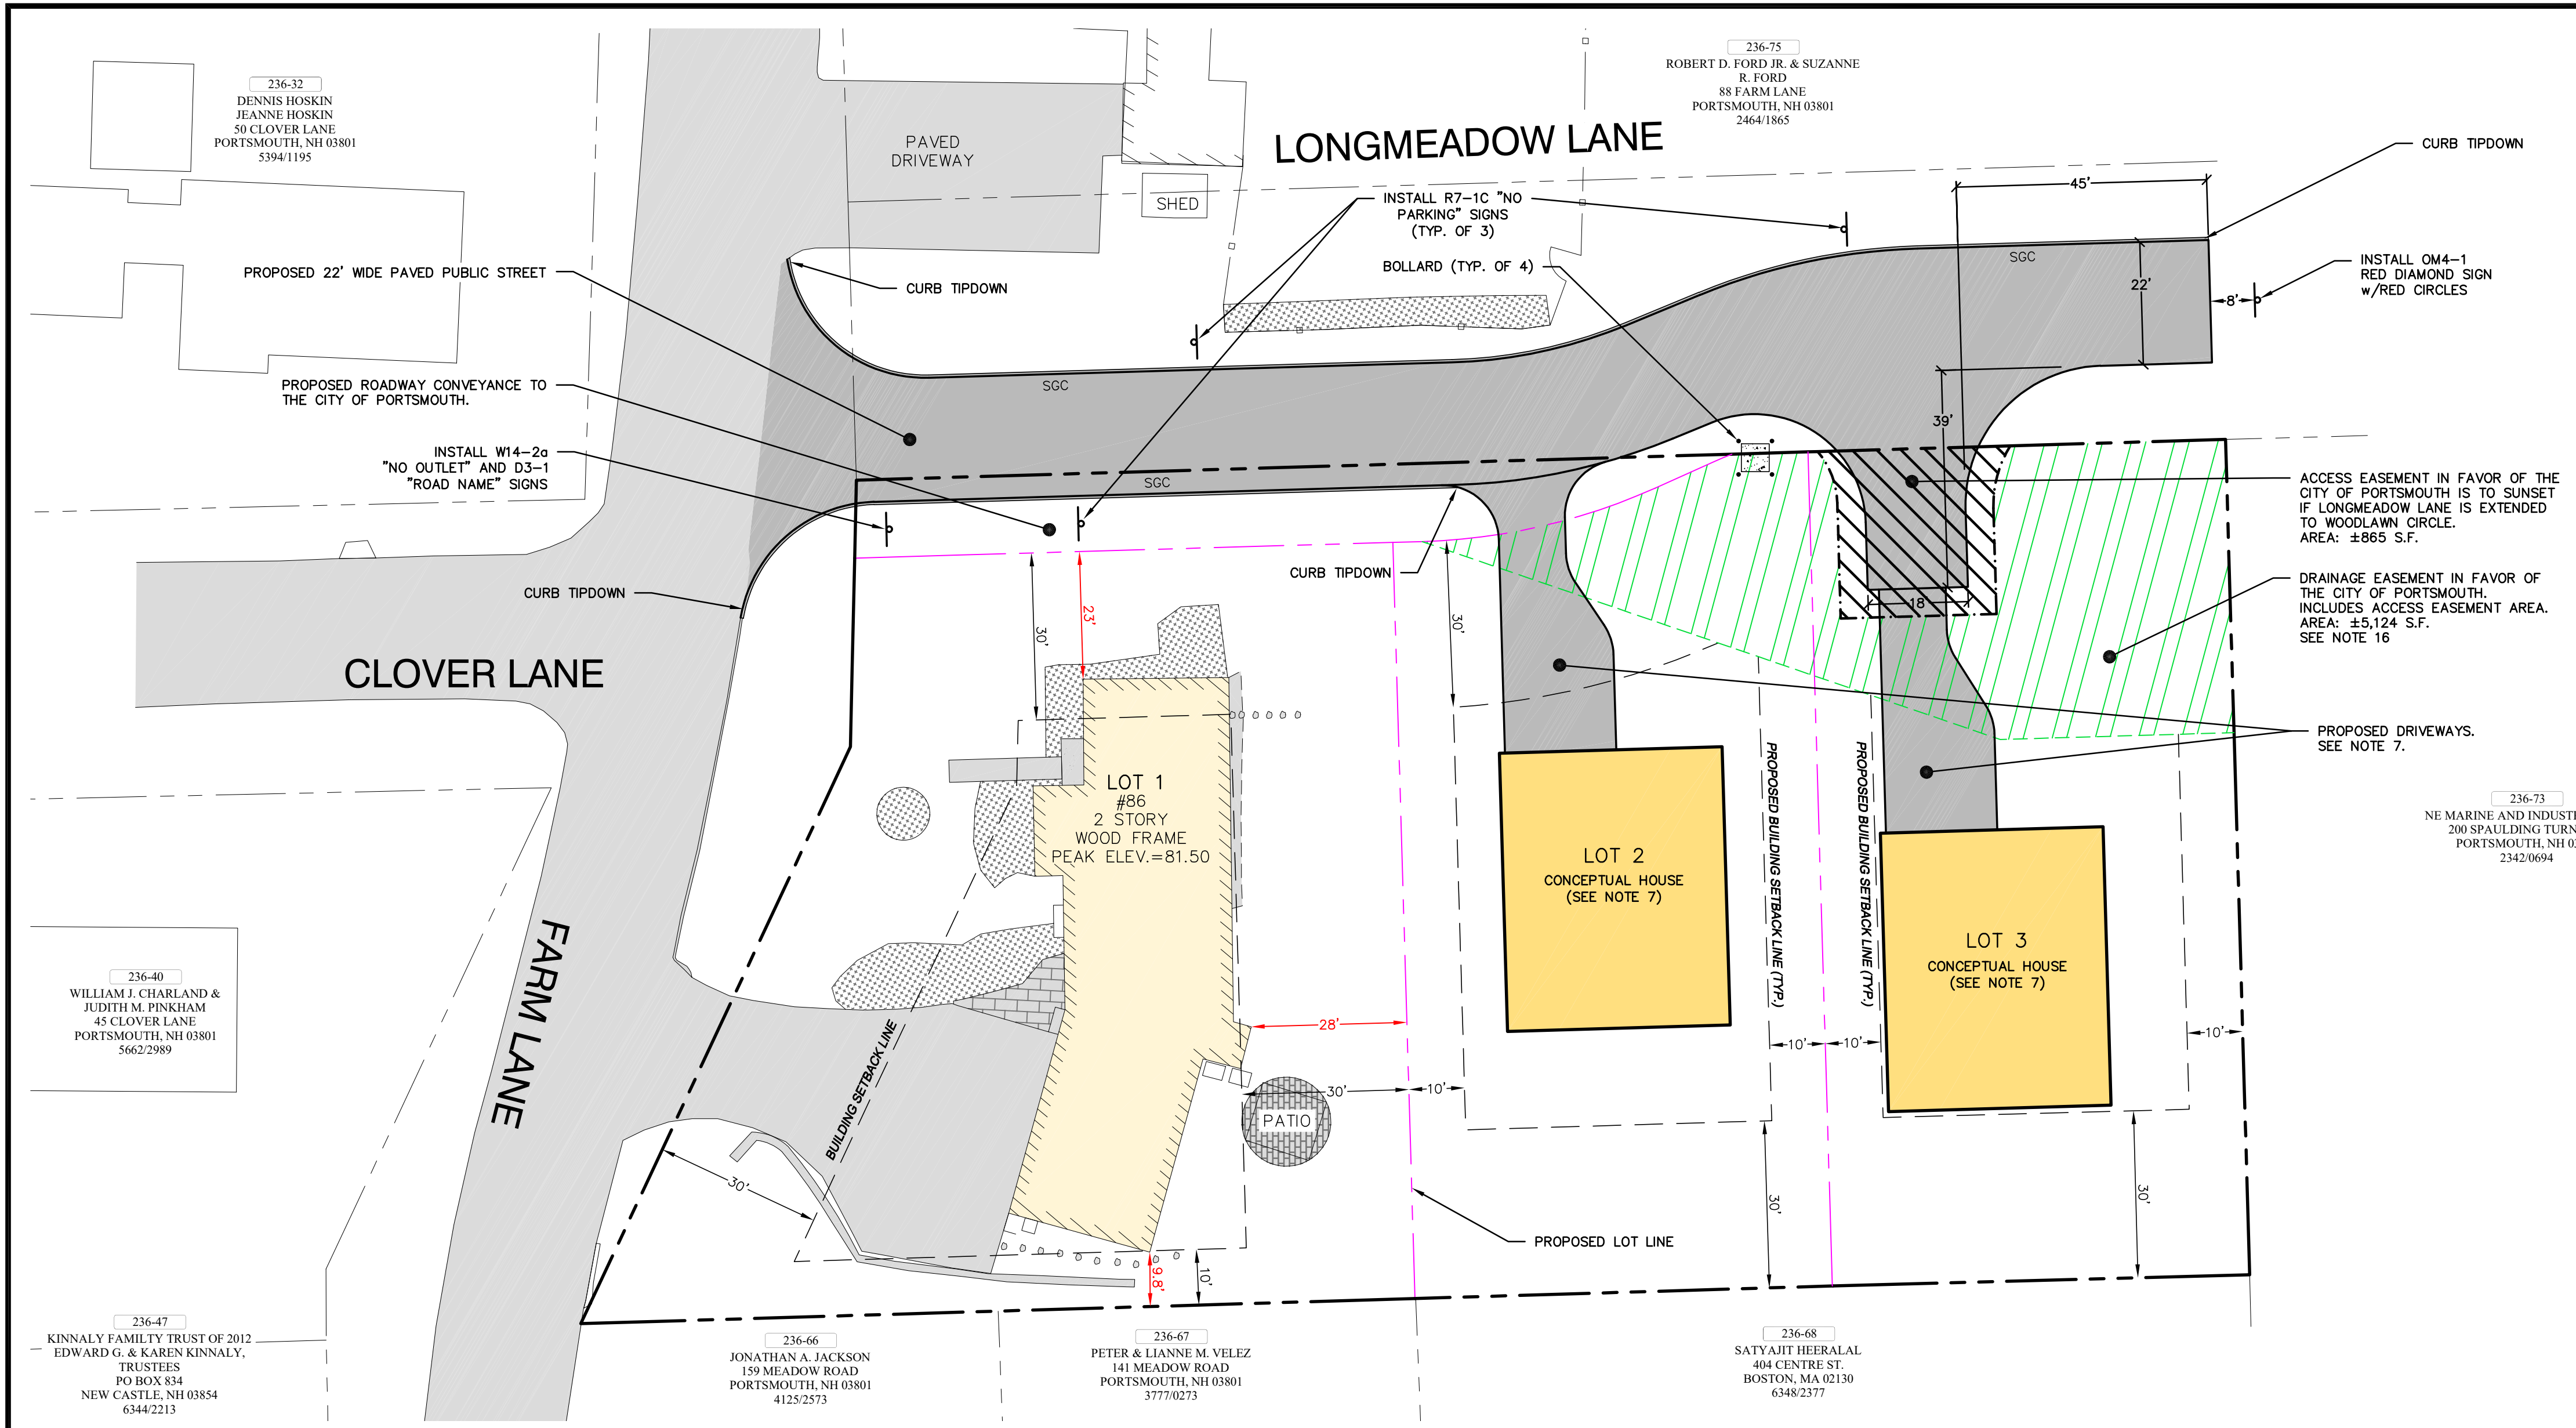 236-32
DENNIS HOSKIN
JEANNE HOSKIN
50 CLOVER LANE
PORTSMOUTH, NH 03801
5394/1195
236-75
ROBERT D. FORD JR. & SUZANNE
R. FORD
88 FARM LANE
PORTSMOUTH, NH 03801
2464/1865
PAVED
DRIVEWAY
LONGMEADOW LANE
SHED
CURB TIPDOWN
45'
INSTALL R7-1C "NO
PARKING" SIGNS
(TYP. OF 3)
BOLLARD (TYP. OF 4)
PROPOSED 22' WIDE PAVED PUBLIC STREET
CURB TIPDOWN
SGC
22'
8'
INSTALL OM4-1
RED DIAMOND SIGN
w/RED CIRCLES
PROPOSED ROADWAY CONVEYANCE TO
THE CITY OF PORTSMOUTH.
SGC
39'
INSTALL W14-2a
"NO OUTLET" AND D3-1
"ROAD NAME" SIGNS
SGC
ACCESS EASEMENT IN FAVOR OF THE
CITY OF PORTSMOUTH IS TO SUNSET
IF LONGMEADOW LANE IS EXTENDED
TO WOODLAWN CIRCLE.
AREA: ±865 S.F.
CURB TIPDOWN
CURB TIPDOWN
18
DRAINAGE EASEMENT IN FAVOR OF
THE CITY OF PORTSMOUTH.
INCLUDES ACCESS EASEMENT AREA.
AREA: ±5,124 S.F.
SEE NOTE 16
30'
23'
30'
CLOVER LANE
PROPOSED DRIVEWAYS.
SEE NOTE 7.
LOT 1
#86
2 STORY
WOOD FRAME
PEAK ELEV.=81.50
PROPOSED BUILDING SETBACK LINE (TYP.)
PROPOSED BUILDING SETBACK LINE (TYP.)
236-73
NE MARINE AND INDUST
200 SPAULDING TURN
PORTSMOUTH, NH 0
2342/0694
LOT 2
CONCEPTUAL HOUSE
(SEE NOTE 7)
LOT 3
CONCEPTUAL HOUSE
(SEE NOTE 7)
FARM LANE
236-40
WILLIAM J. CHARLAND &
JUDITH M. PINKHAM
45 CLOVER LANE
PORTSMOUTH, NH 03801
5662/2989
BUILDING SETBACK LINE
28'
10'
10'
10'
30'
10'
PATIO
30'
30'
30'
PROPOSED LOT LINE
9.8'
10'
236-47
KINNALY FAMILTY TRUST OF 2012
EDWARD G. & KAREN KINNALY,
TRUSTEES
PO BOX 834
NEW CASTLE, NH 03854
6344/2213
236-66
JONATHAN A. JACKSON
159 MEADOW ROAD
PORTSMOUTH, NH 03801
4125/2573
236-67
PETER & LIANNE M. VELEZ
141 MEADOW ROAD
PORTSMOUTH, NH 03801
3777/0273
236-68
SATYAJIT HEERALAL
404 CENTRE ST.
BOSTON, MA 02130
6348/2377